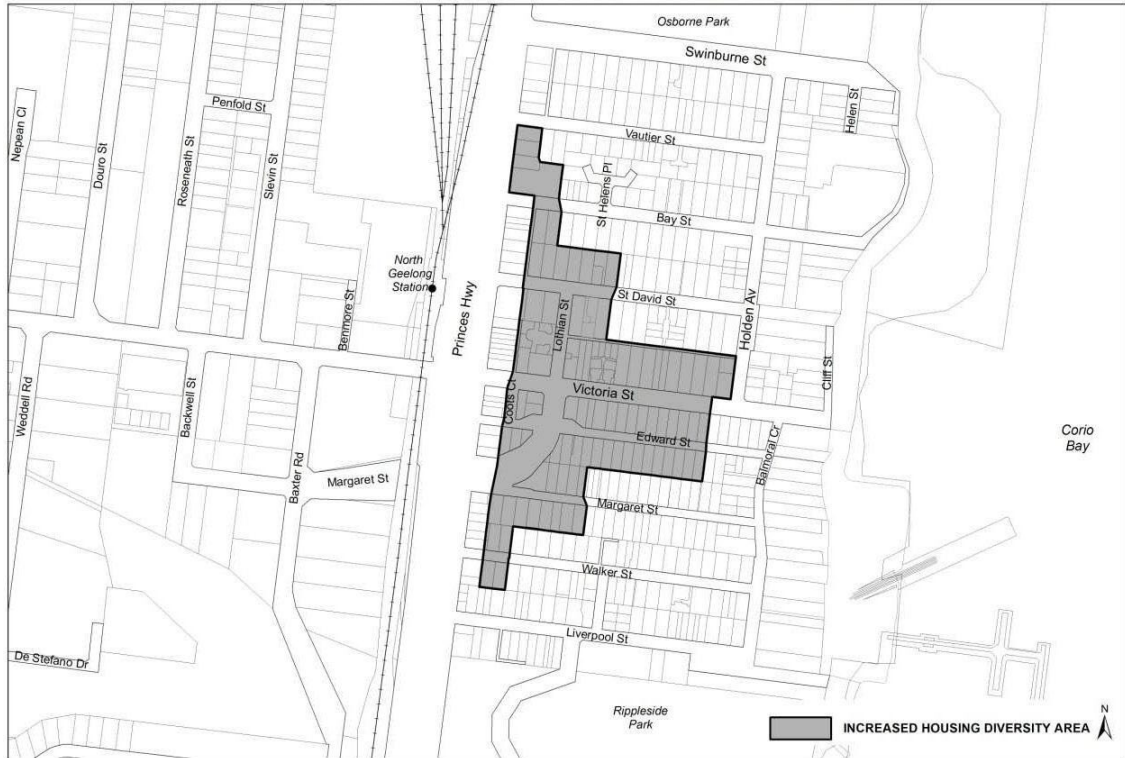 Osborne Park
Swinburne St
Helen St
Penfold St
Nepean Cl
Douro St
Roseneath St
Slevin St
Vautier St
St Helens Pl
Bay St
North
Geelong
Station
Princes Hwy
St David St
Lothian St
Holden Av
Benmore St
Cliff St
Weddell Rd
Backwell St
Coots Ct
Victoria St
Edward St
Balmoral Cr
Corio
Bay
Baxter Rd
Margaret St
Margaret St
Walker St
Liverpool St
De Stefano Dr
Rippleside
Park
INCREASED HOUSING DIVERSITY AREA
N